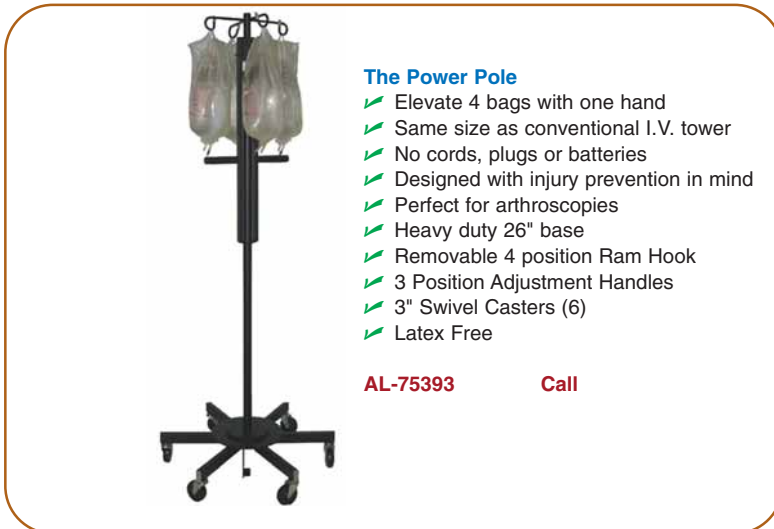 The Power Pole
Elevate 4 bags with one hand
Same size as conventional I.V. tower
No cords, plugs or batteries
Designed with injury prevention in mind
Perfect for arthroscopies
Heavy duty 26" base
Removable 4 position Ram Hook
3 Position Adjustment Handles
3" Swivel Casters (6)
Latex Free
AL-75393 Call